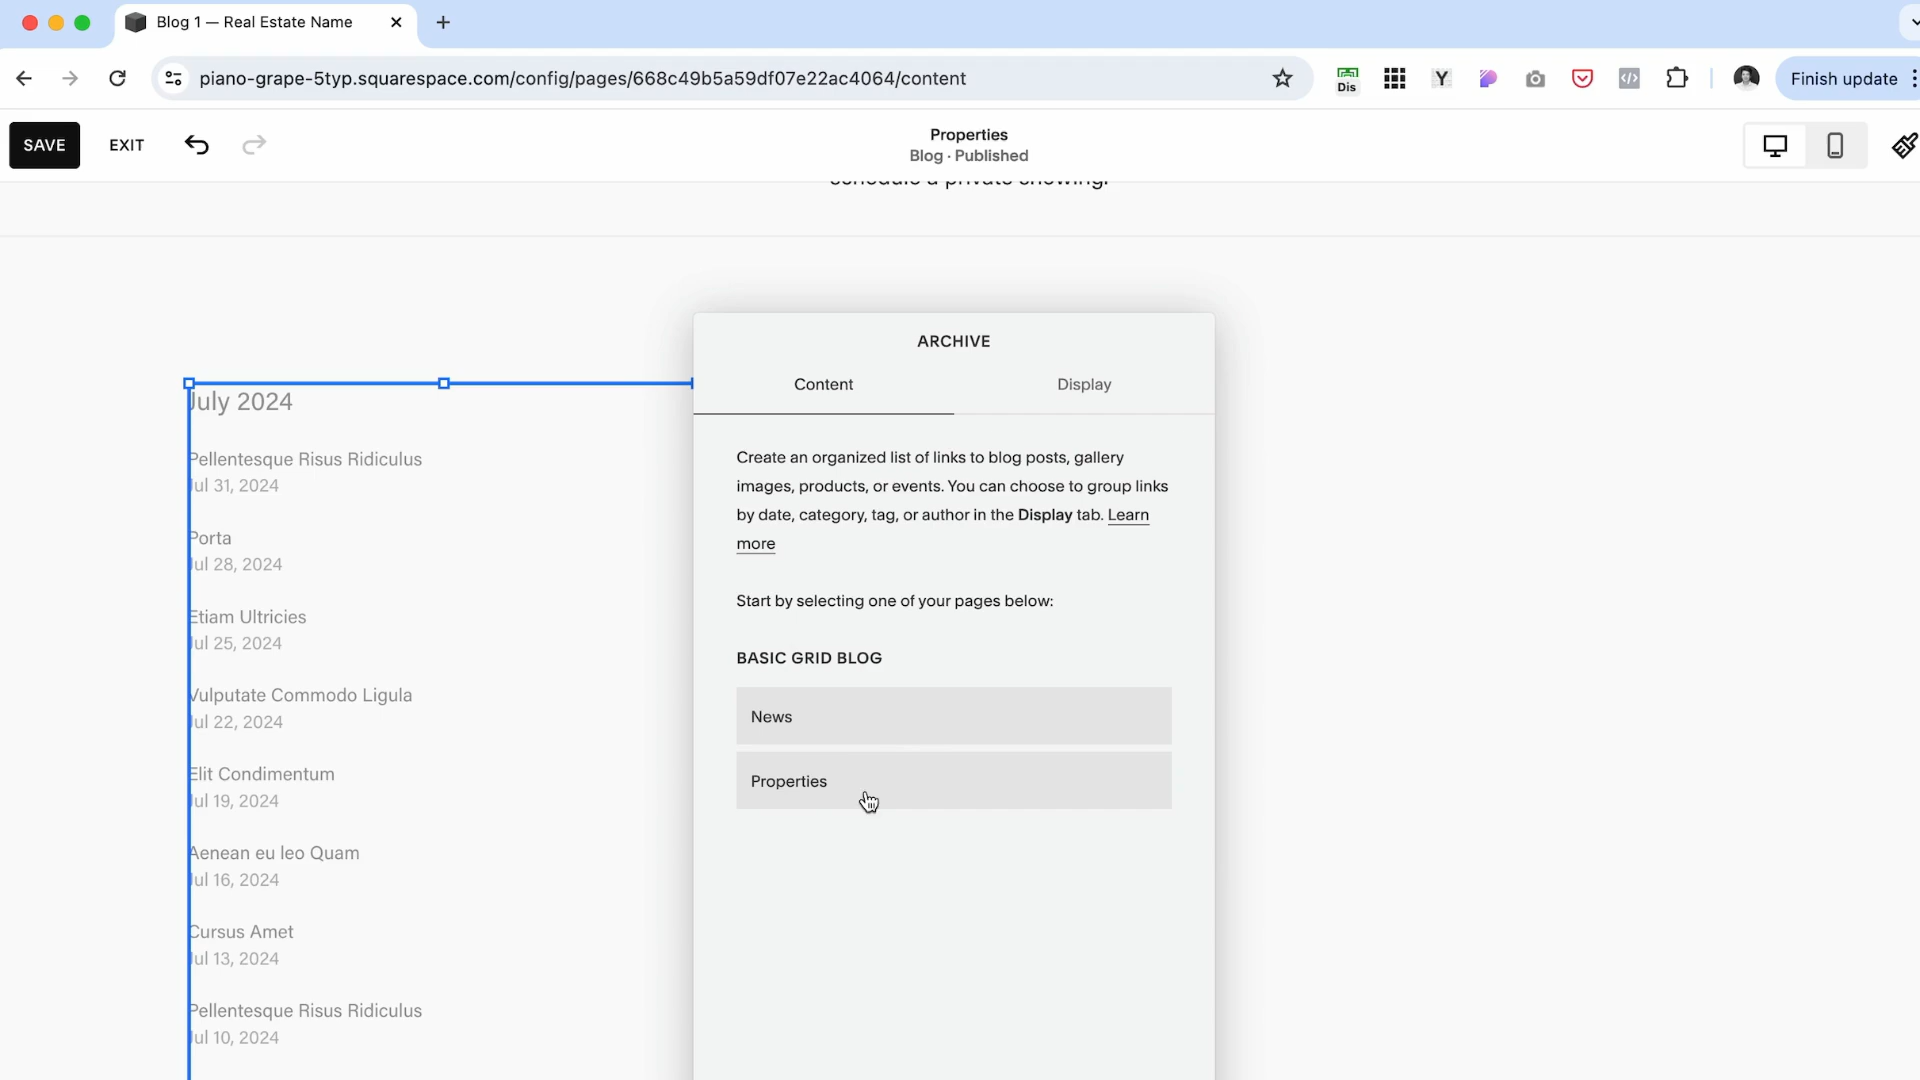 Blog 1 — Real Estate Name
piano-grape-5typ.squarespace.com/config/pages/668c49b5a59df07e22ac4064/content
Dis
Y
Finish update
SAVE
EXIT
Properties
Blog · Published
schedule a private showing.
ARCHIVE
Content
Display
July 2024
Pellentesque Risus Ridiculus
Jul 31, 2024
Porta
Jul 28, 2024
Etiam Ultricies
Jul 25, 2024
Vulputate Commodo Ligula
Jul 22, 2024
Elit Condimentum
Jul 19, 2024
Aenean eu leo Quam
Jul 16, 2024
Cursus Amet
Jul 13, 2024
Pellentesque Risus Ridiculus
Jul 10, 2024
Create an organized list of links to blog posts, gallery
images, products, or events. You can choose to group links
by date, category, tag, or author in the Display tab. Learn
more
Start by selecting one of your pages below:
BASIC GRID BLOG
News
Properties